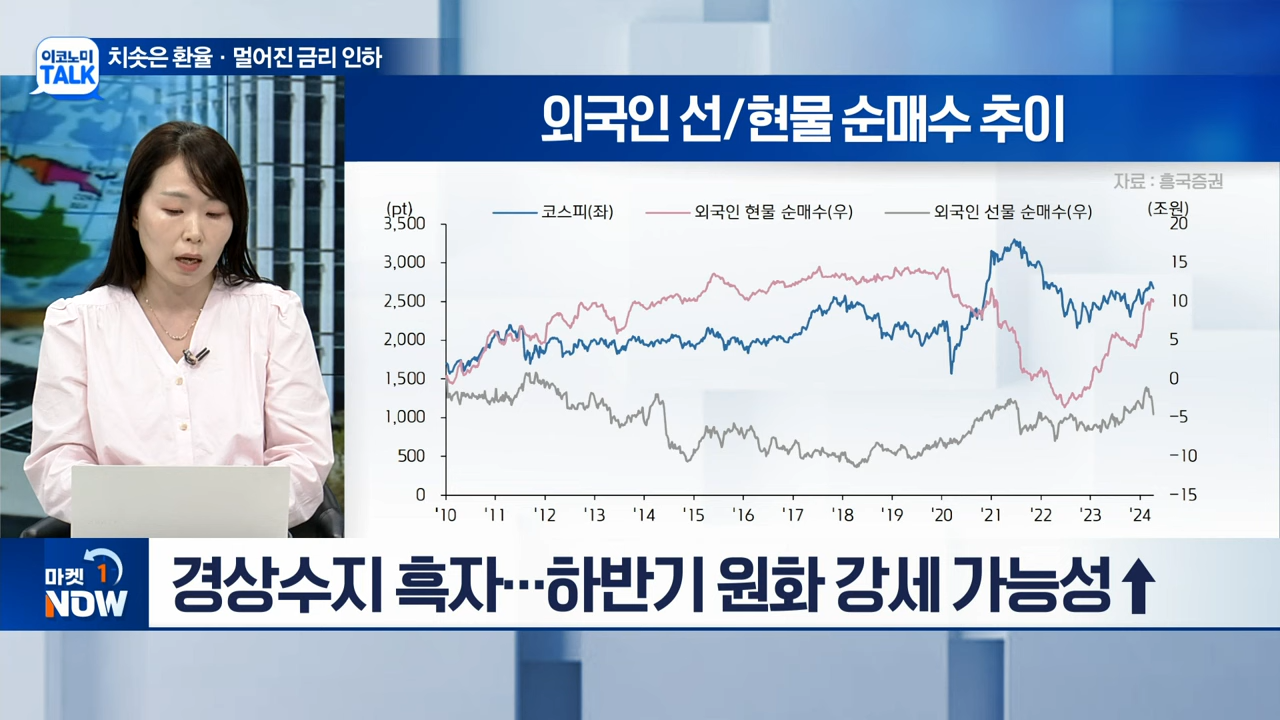 이코노미
TALK
치솟은 환율 · 멀어진 금리 인하
외국인 선/현물 순매수 추이
자료 : 흥국증권
(pt)
코스피(좌) 외국인 현물 순매수(우) 외국인 선물 순매수(우)
(조원)
3,500 20
3,000 15
2,500 10
2,000 5
1,500 0
1,000 −5
500 −10
0 −15
'10 '11 '12 '13 '14 '15 '16 '17 '18 '19 '20 '21 '22 '23 '24
마켓 1
NOW
경상수지 흑자…하반기 원화 강세 가능성↑